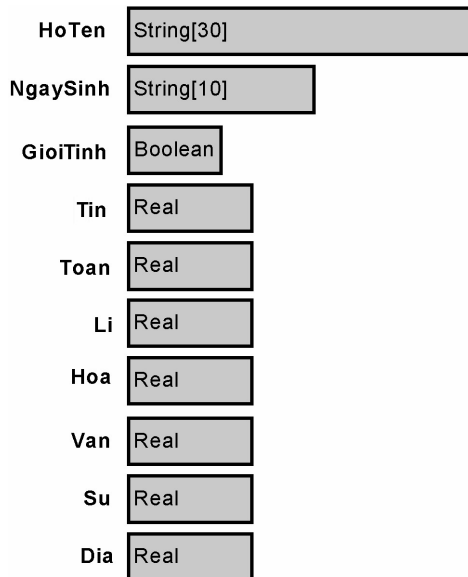 HoTen String[30]
NgaySinh String[10]
GioiTinh Boolean
Tin Real
Toan Real
Li Real
Hoa Real
Van Real
Su Real
Dia Real